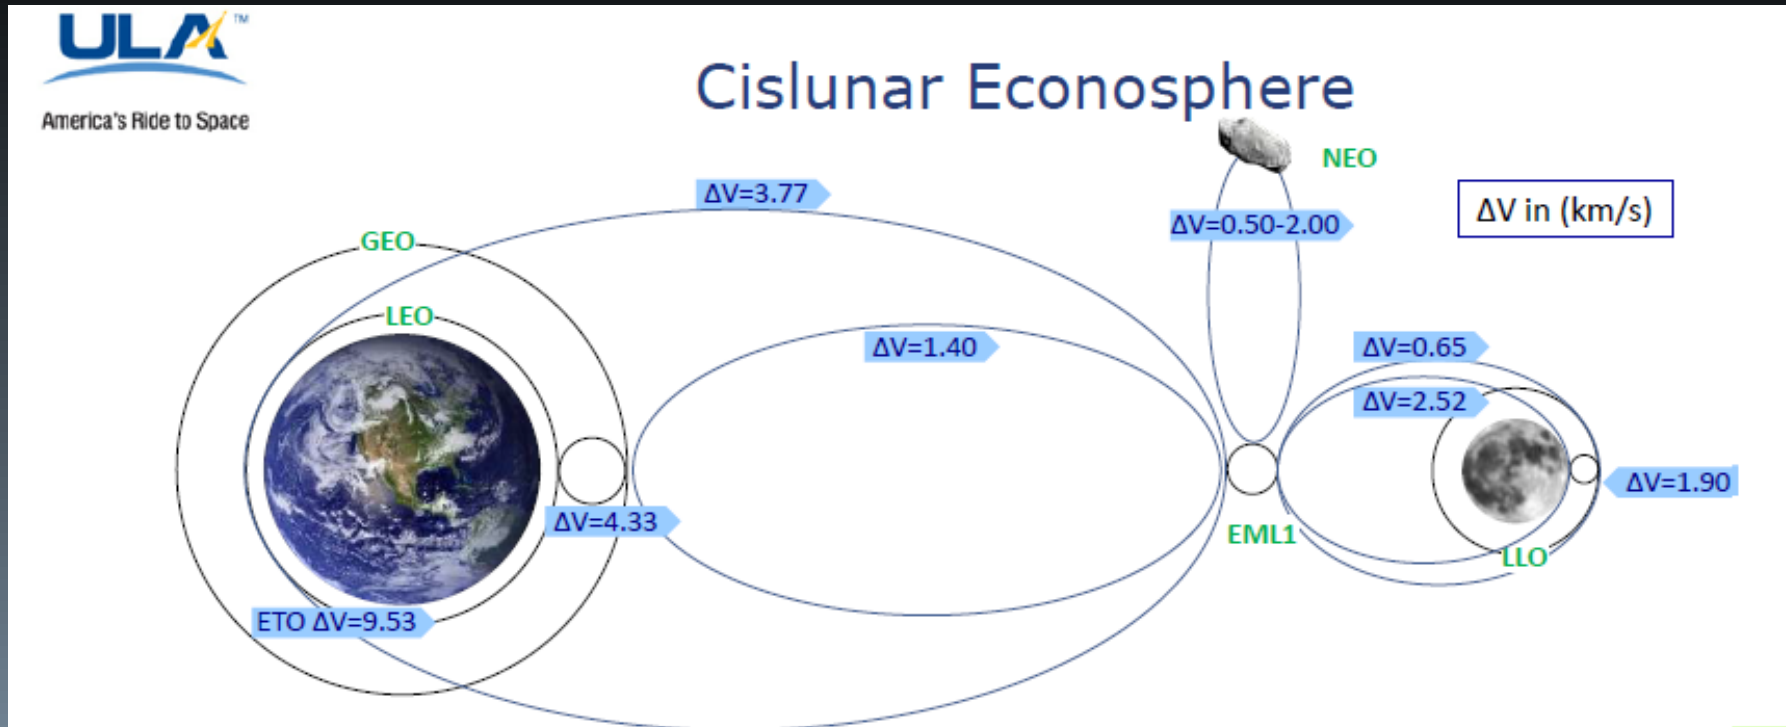 ULA™
America's Ride to Space
Cislunar Econosphere
NEO
ΔV=3.77
ΔV in (km/s)
ΔV=0.50-2.00
GEO
LEO
ΔV=1.40
ΔV=0.65
ΔV=2.52
ΔV=1.90
ΔV=4.33
EML1
LLO
ETO ΔV=9.53